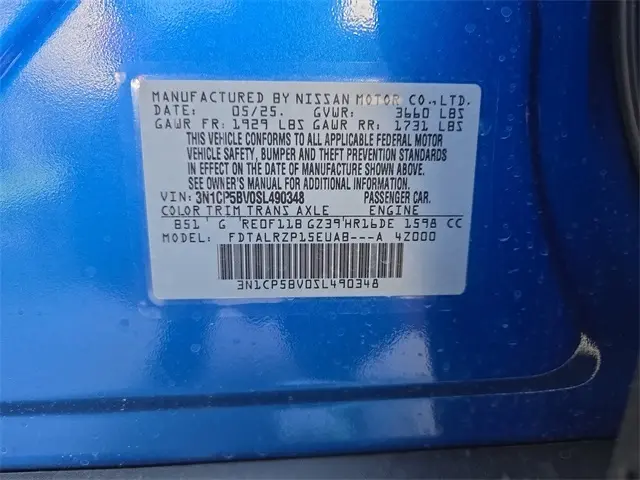 MANUFACTURED BY NISSAN MOTOR CO.,LTD.
DATE: 05/25. GVWR: 3660 LBS
GAWR FR: 1929 LBS GAWR RR: 1731 LBS
THIS VEHICLE CONFORMS TO ALL APPLICABLE FEDERAL MOTOR
VEHICLE SAFETY, BUMPER AND THEFT PREVENTION STANDARDS
IN EFFECT ON THE DATE OF MANUFACTURE SHOWN ABOVE.
SEE OWNER'S MANUAL FOR ADDITIONAL INFORMATION
VIN: 3N1CP5BV0SL490348 PASSENGER CAR.
COLOR TRIM TRANS AXLE ENGINE
B51 G RE0F11B GZ39 HR16DE 1598 CC
MODEL: FDTALRZP15EUAB---A 4Z000
3N1CP5BV0SL490348